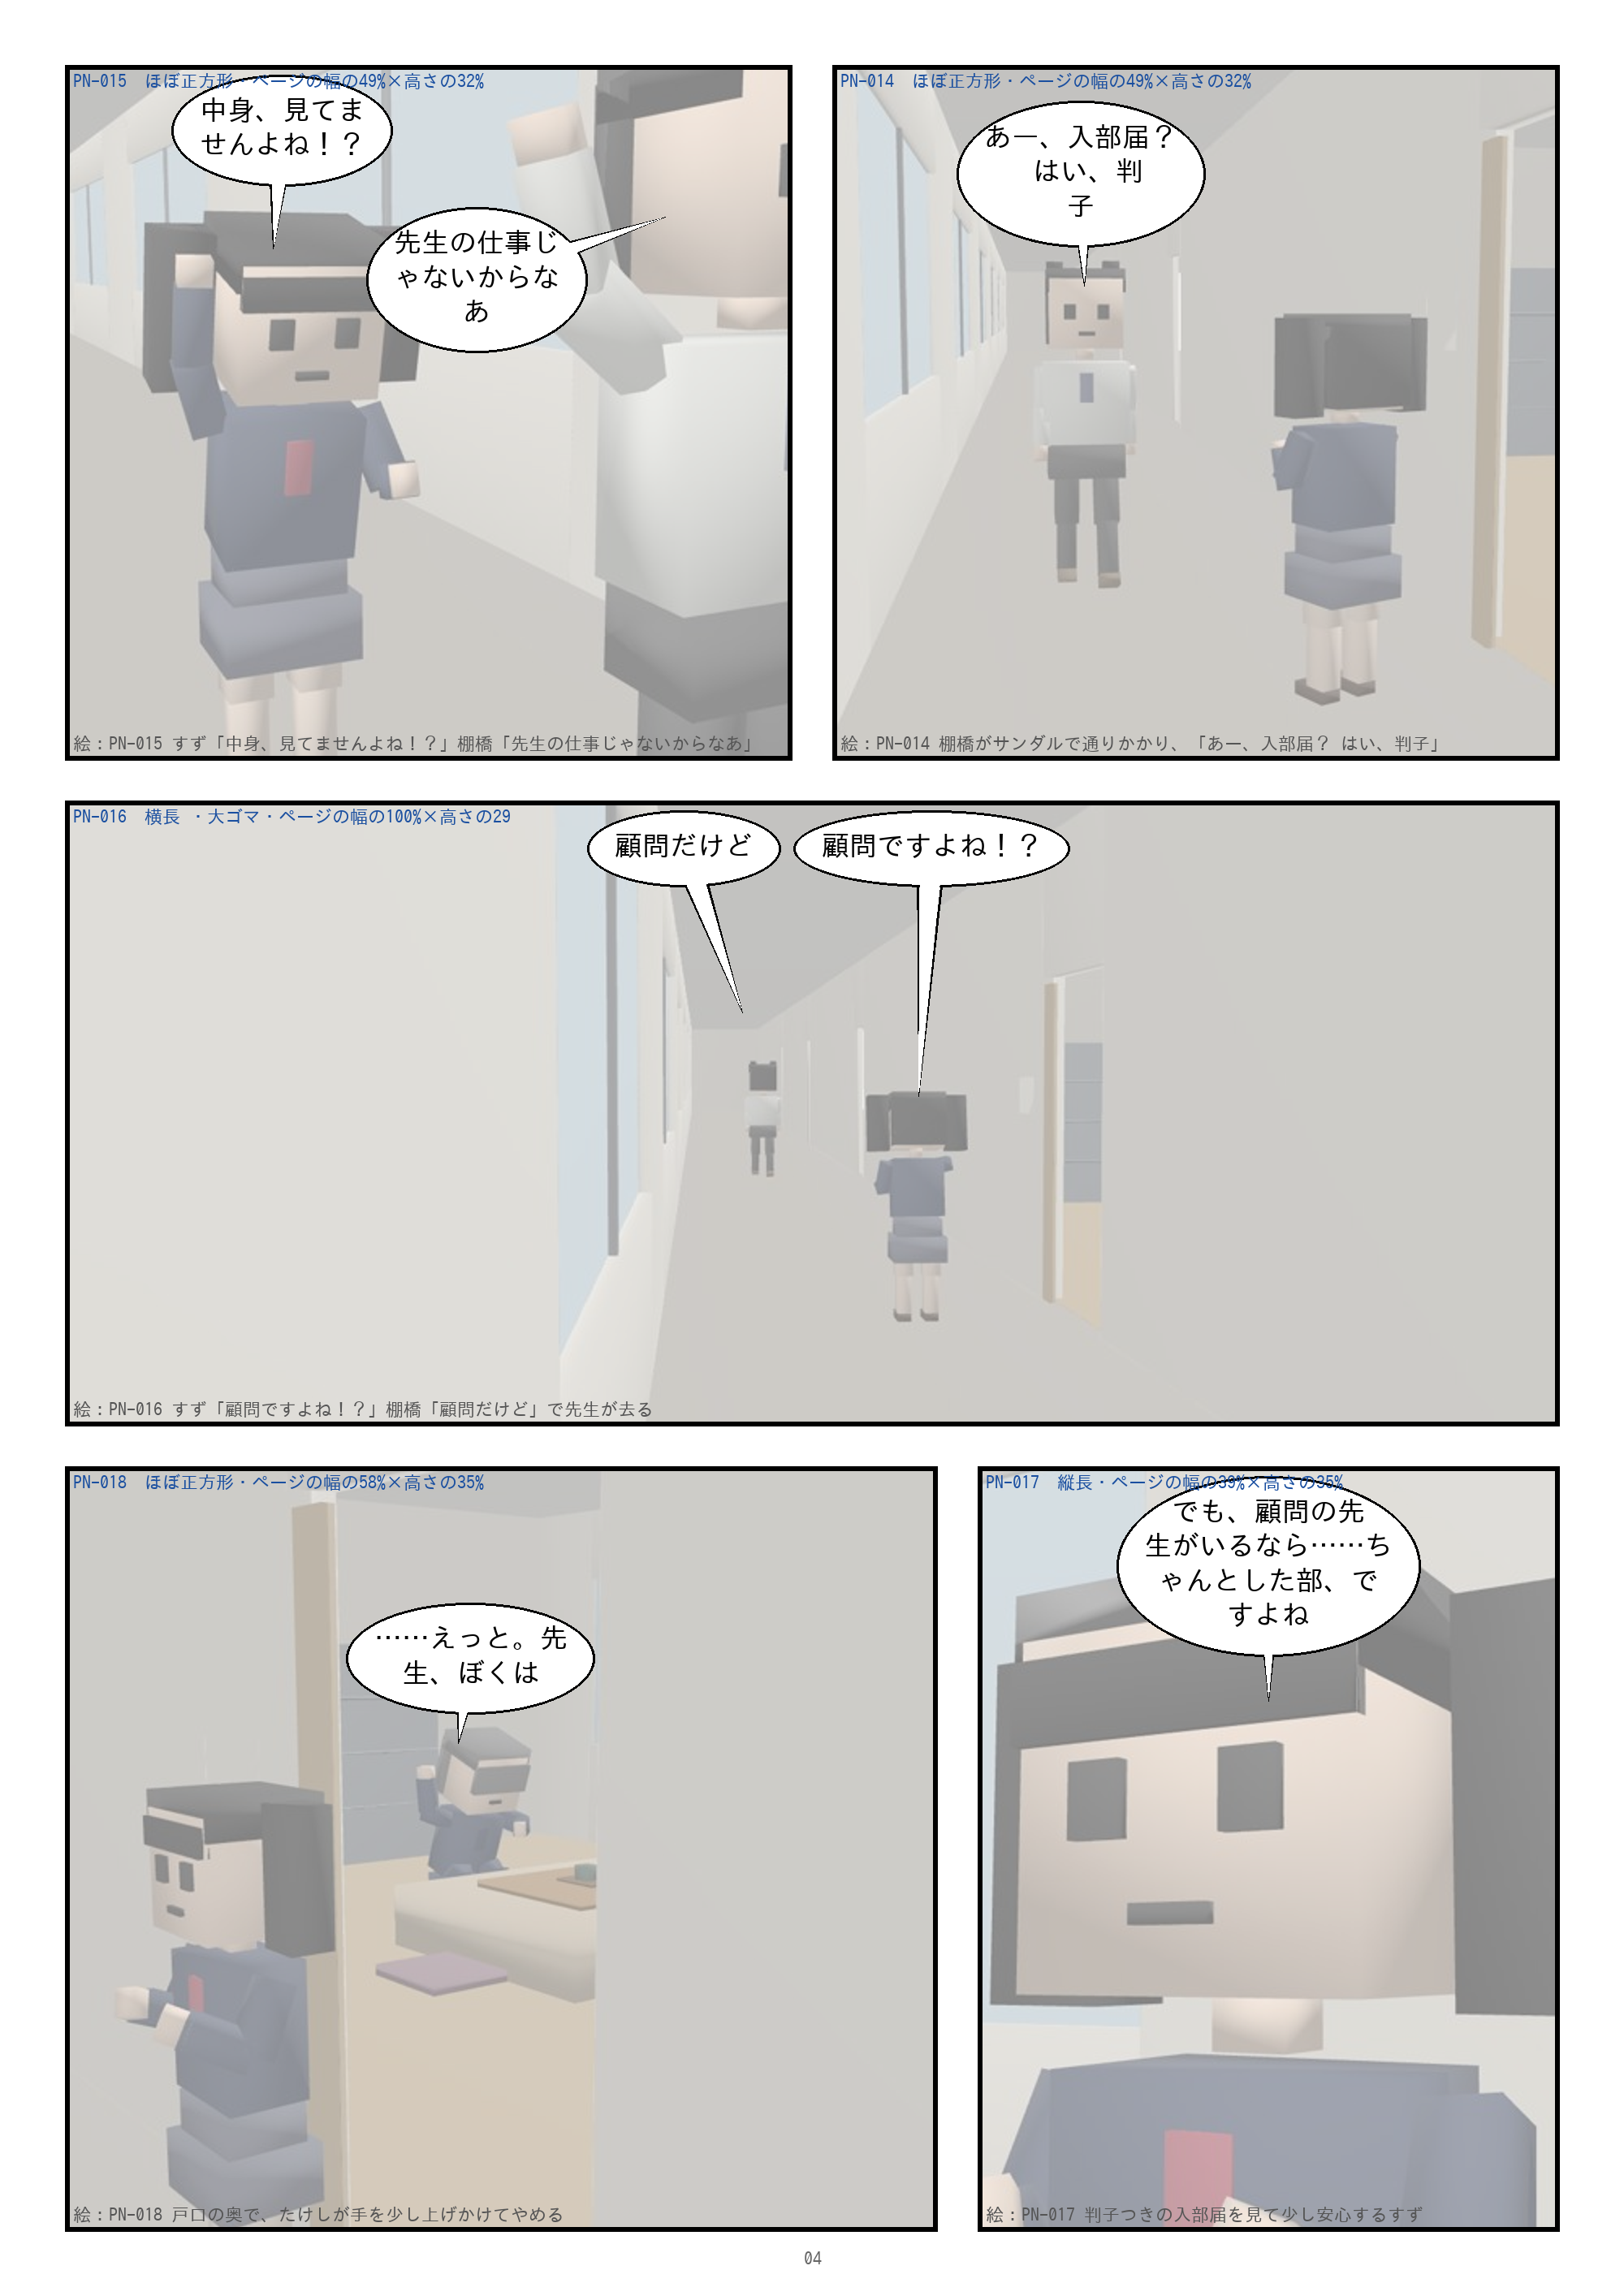 PN-014 ほぼ正方形・ページの幅の49%×高さの32%
あー、入部届？
はい、判
子
絵：PN-014 棚橋がサンダルで通りかかり、「あー、入部届？ はい、判子」
PN-015 ほぼ正方形・ページの幅の49%×高さの32%
中身、見てま
せんよね！？
先生の仕事じ
ゃないからな
あ
絵：PN-015 すず「中身、見てませんよね！？」棚橋「先生の仕事じゃないからなあ」
PN-016 横長 ・大ゴマ・ページの幅の100%×高さの29
顧問ですよね！？
顧問だけど
絵：PN-016 すず「顧問ですよね！？」棚橋「顧問だけど」で先生が去る
PN-017 縦長・ページの幅の39%×高さの35%
でも、顧問の先
生がいるなら……ち
ゃんとした部、で
すよね
絵：PN-017 判子つきの入部届を見て少し安心するすず
PN-018 ほぼ正方形・ページの幅の58%×高さの35%
……えっと。先
生、ぼくは
絵：PN-018 戸口の奥で、たけしが手を少し上げかけてやめる
04